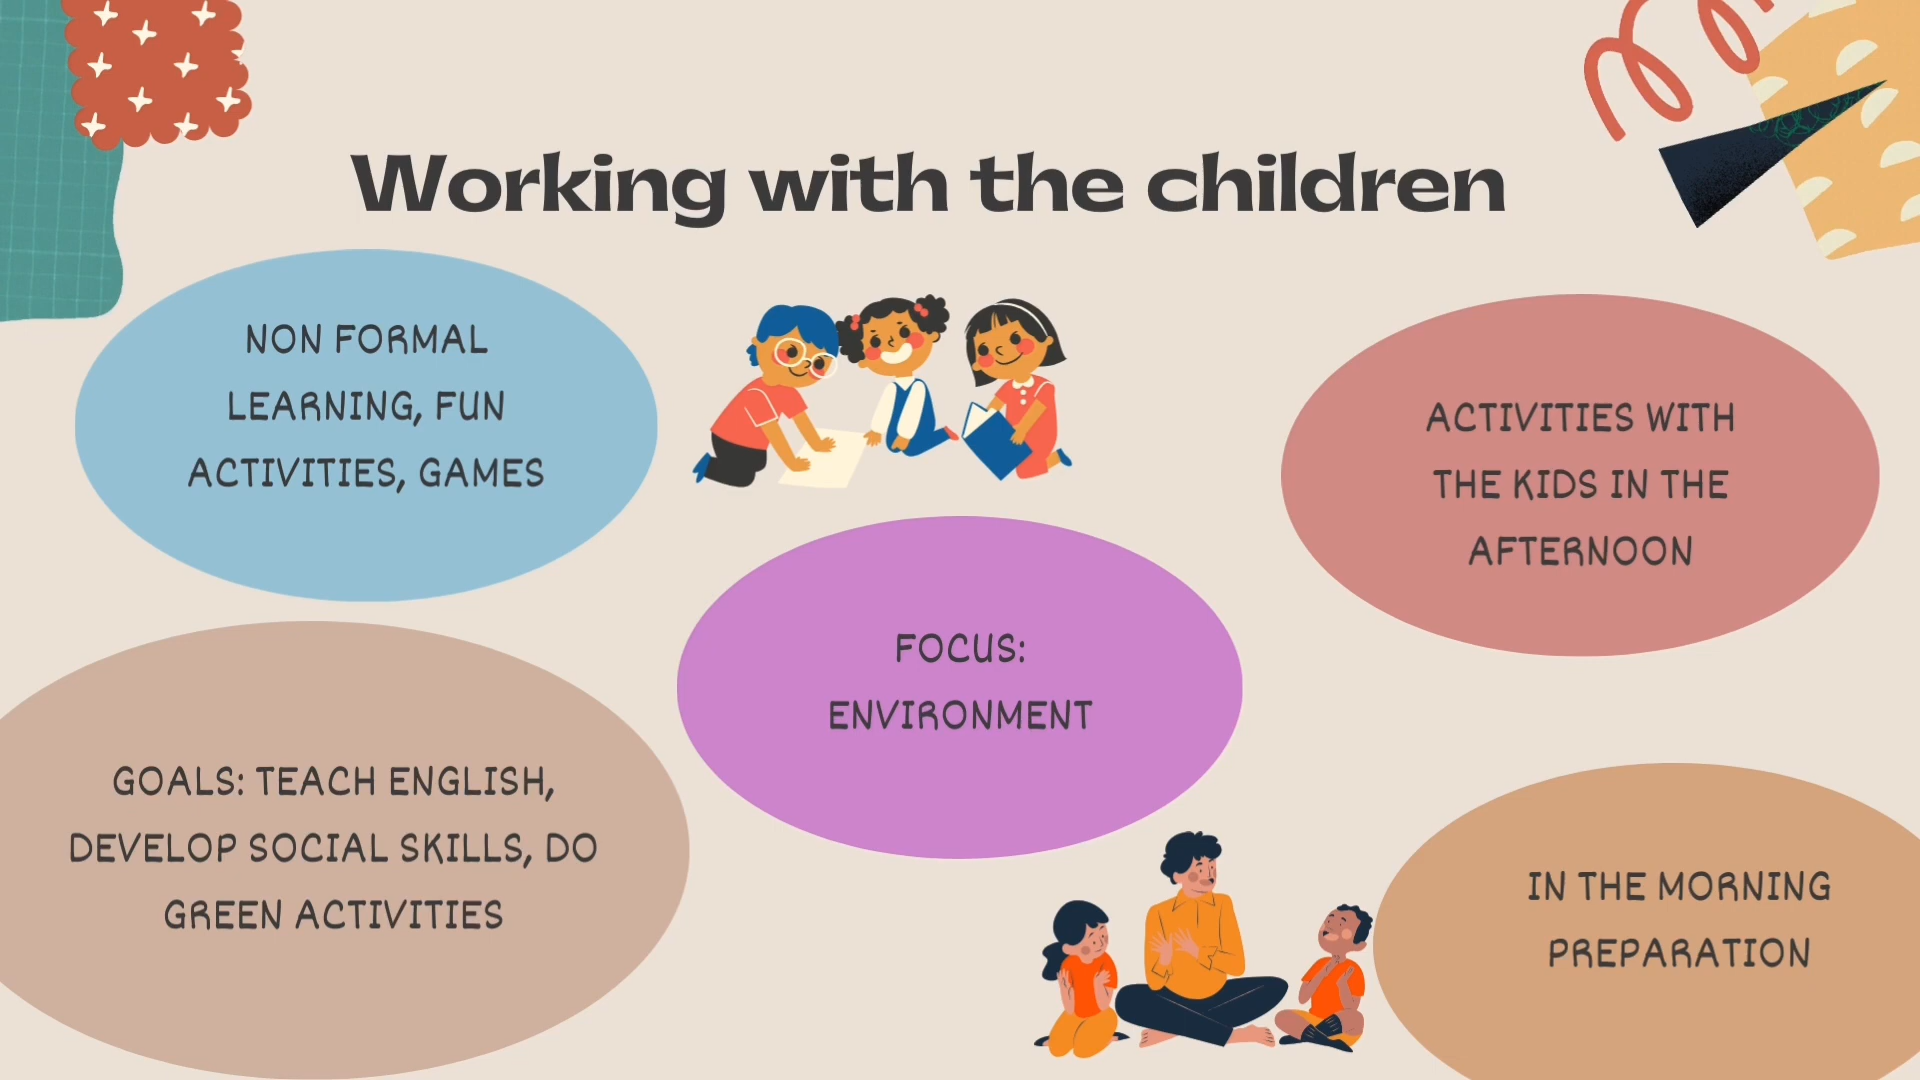 Working with the children
NON FORMAL
LEARNING, FUN
ACTIVITIES, GAMES
ACTIVITIES WITH
THE KIDS IN THE
AFTERNOON
FOCUS:
ENVIRONMENT
GOALS: TEACH ENGLISH,
DEVELOP SOCIAL SKILLS, DO
GREEN ACTIVITIES
IN THE MORNING
PREPARATION